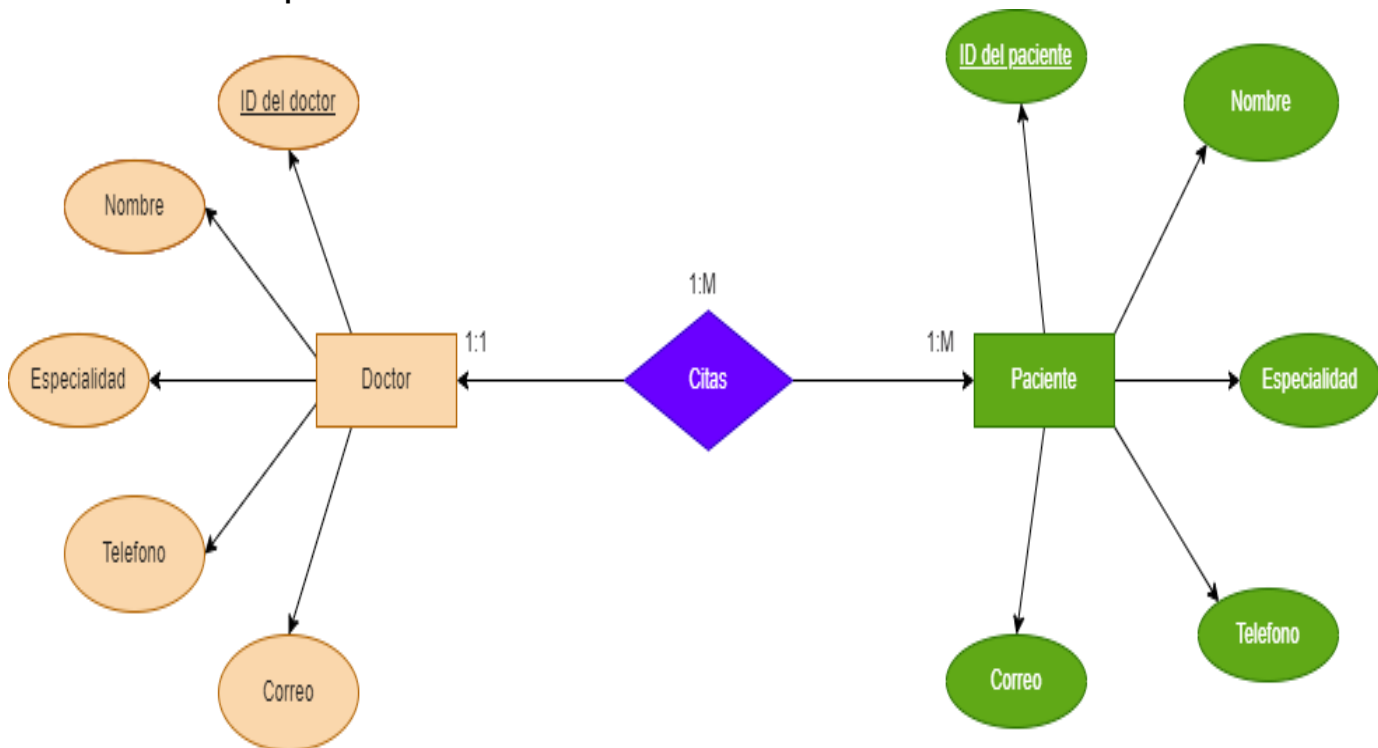 ID del doctor
Nombre
Especialidad
Telefono
Correo
Doctor
1:1
1:M
Citas
1:M
Paciente
ID del paciente
Nombre
Especialidad
Telefono
Correo